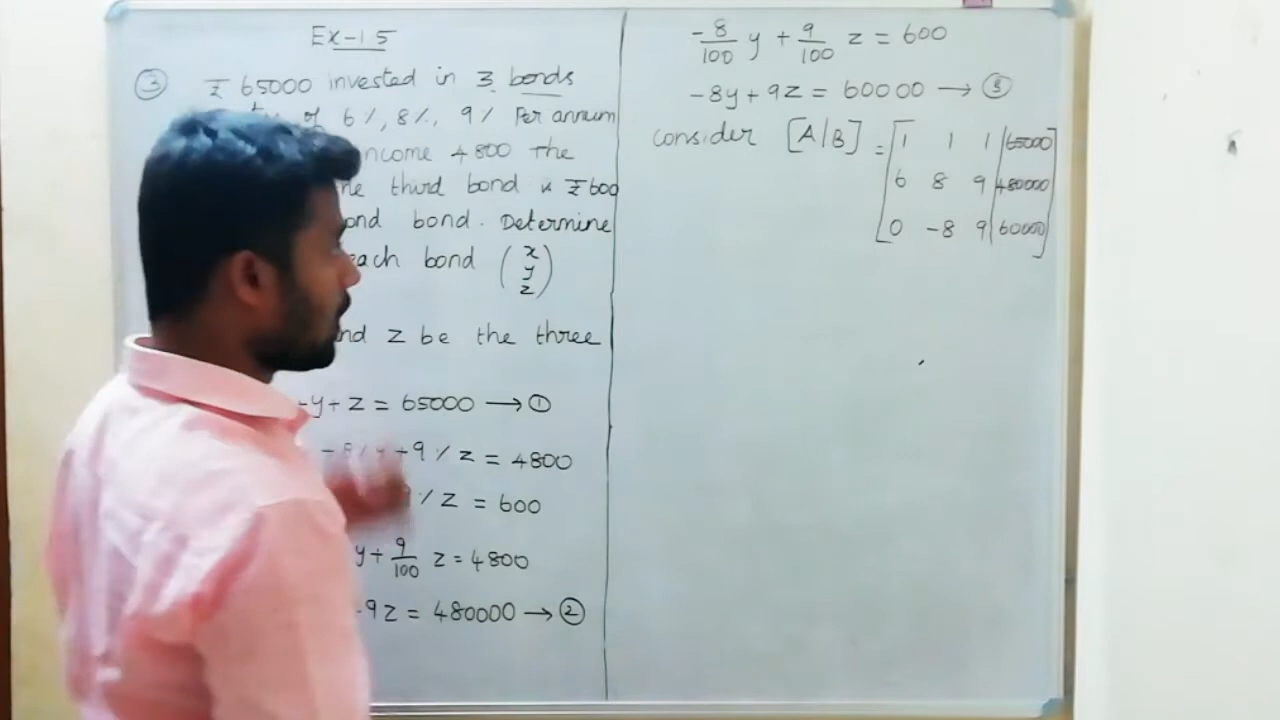 Ex-1.5
③ ₹ 65000 invested in 3 bonds
of 6%, 8%, 9% Per annum
ncome 4800 the
third bond is ₹600
ond bond. Determine
each bond (x y z)
nd z be the three
+y+z = 65000 → ①
+9% z = 4800
% z = 600
y + 9/100 z = 4800
9z = 480000 → ②
-8/100 y + 9/100 z = 600
-8y + 9z = 60000 → ③
consider [A|B] =
1 1 1 | 65000
6 8 9 | 480000
0 -8 9 | 60000